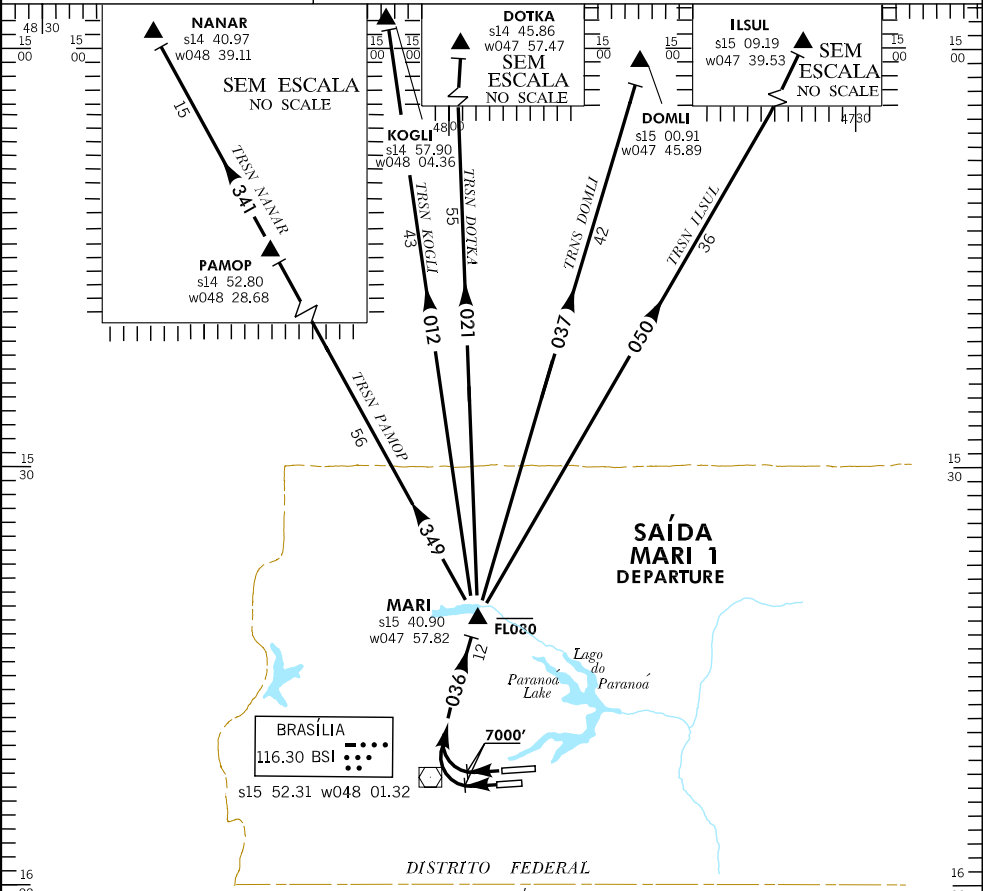 48 30
15
00
15
00
NANAR
s14 40.97
w048 39.11
SEM ESCALA
NO SCALE
15
TRSN NANAR
341
PAMOP
s14 52.80
w048 28.68
15
00
15
00
KOGLI
s14 57.90
w048 04.36
48 00
DOTKA
s14 45.86
w047 57.47
SEM
ESCALA
NO SCALE
15
00
15
00
DOMLI
s15 00.91
w047 45.89
ILSUL
s15 09.19
w047 39.53
SEM
ESCALA
NO SCALE
47 30
15
00
15
00
TRSN KOGLI
43
012
TRSN DOTKA
55
021
TRNS DOMLI
42
037
TRSN ILSUL
36
050
TRSN PAMOP
56
349
15
30
15
30
SAÍDA
MARI 1
DEPARTURE
MARI
s15 40.90
w047 57.82
FL080
12
036
Lago
do
Paranoá
Paranoá
Lake
7000'
BRASÍLIA
116.30 BSI
s15 52.31 w048 01.32
DISTRITO FEDERAL
16
16